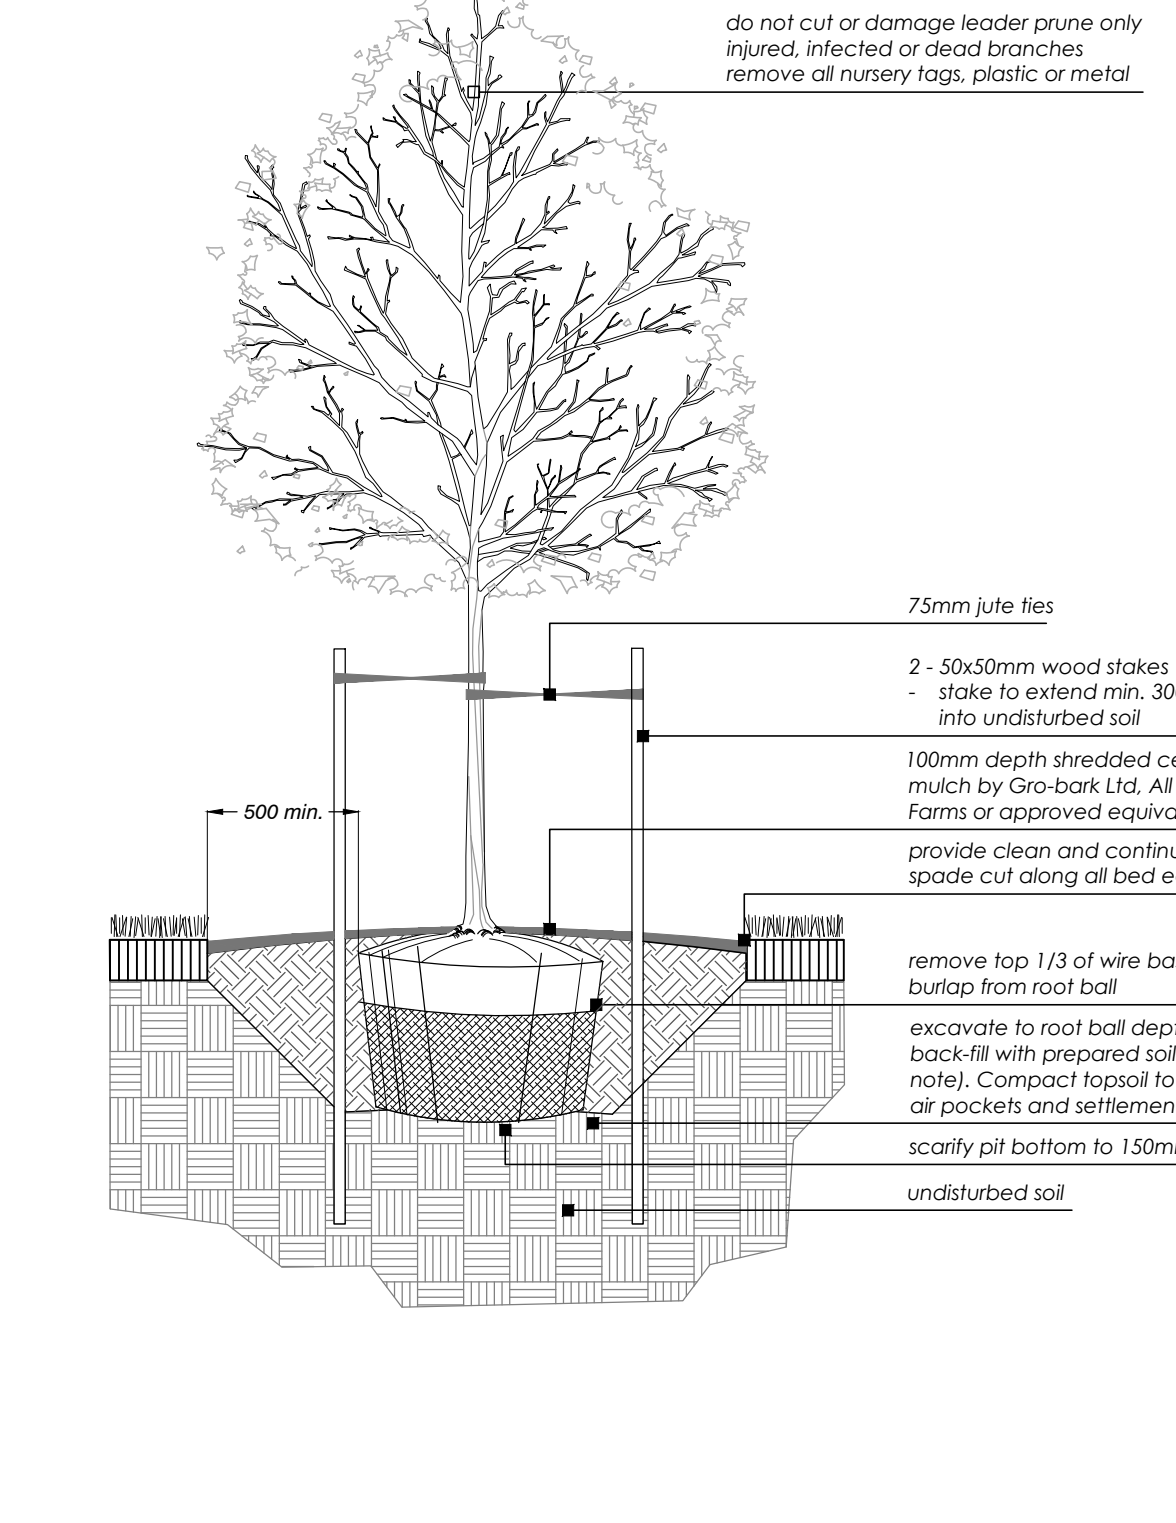 do not cut or damage leader prune only
injured, infected or dead branches
remove all nursery tags, plastic or metal
75mm jute ties
2 - 50x50mm wood stakes
- stake to extend min.
into undisturbed soil
100mm depth shredded
mulch by Gro-bark Ltd, All
Farms or approved
500 min.
provide clean and
spade cut along all bed
remove top 1/3 of wire
burlap from root ball
excavate to root ball
back-fill with prepared soil
note). Compact topsoil to
air pockets and
scarify pit bottom to
undisturbed soil